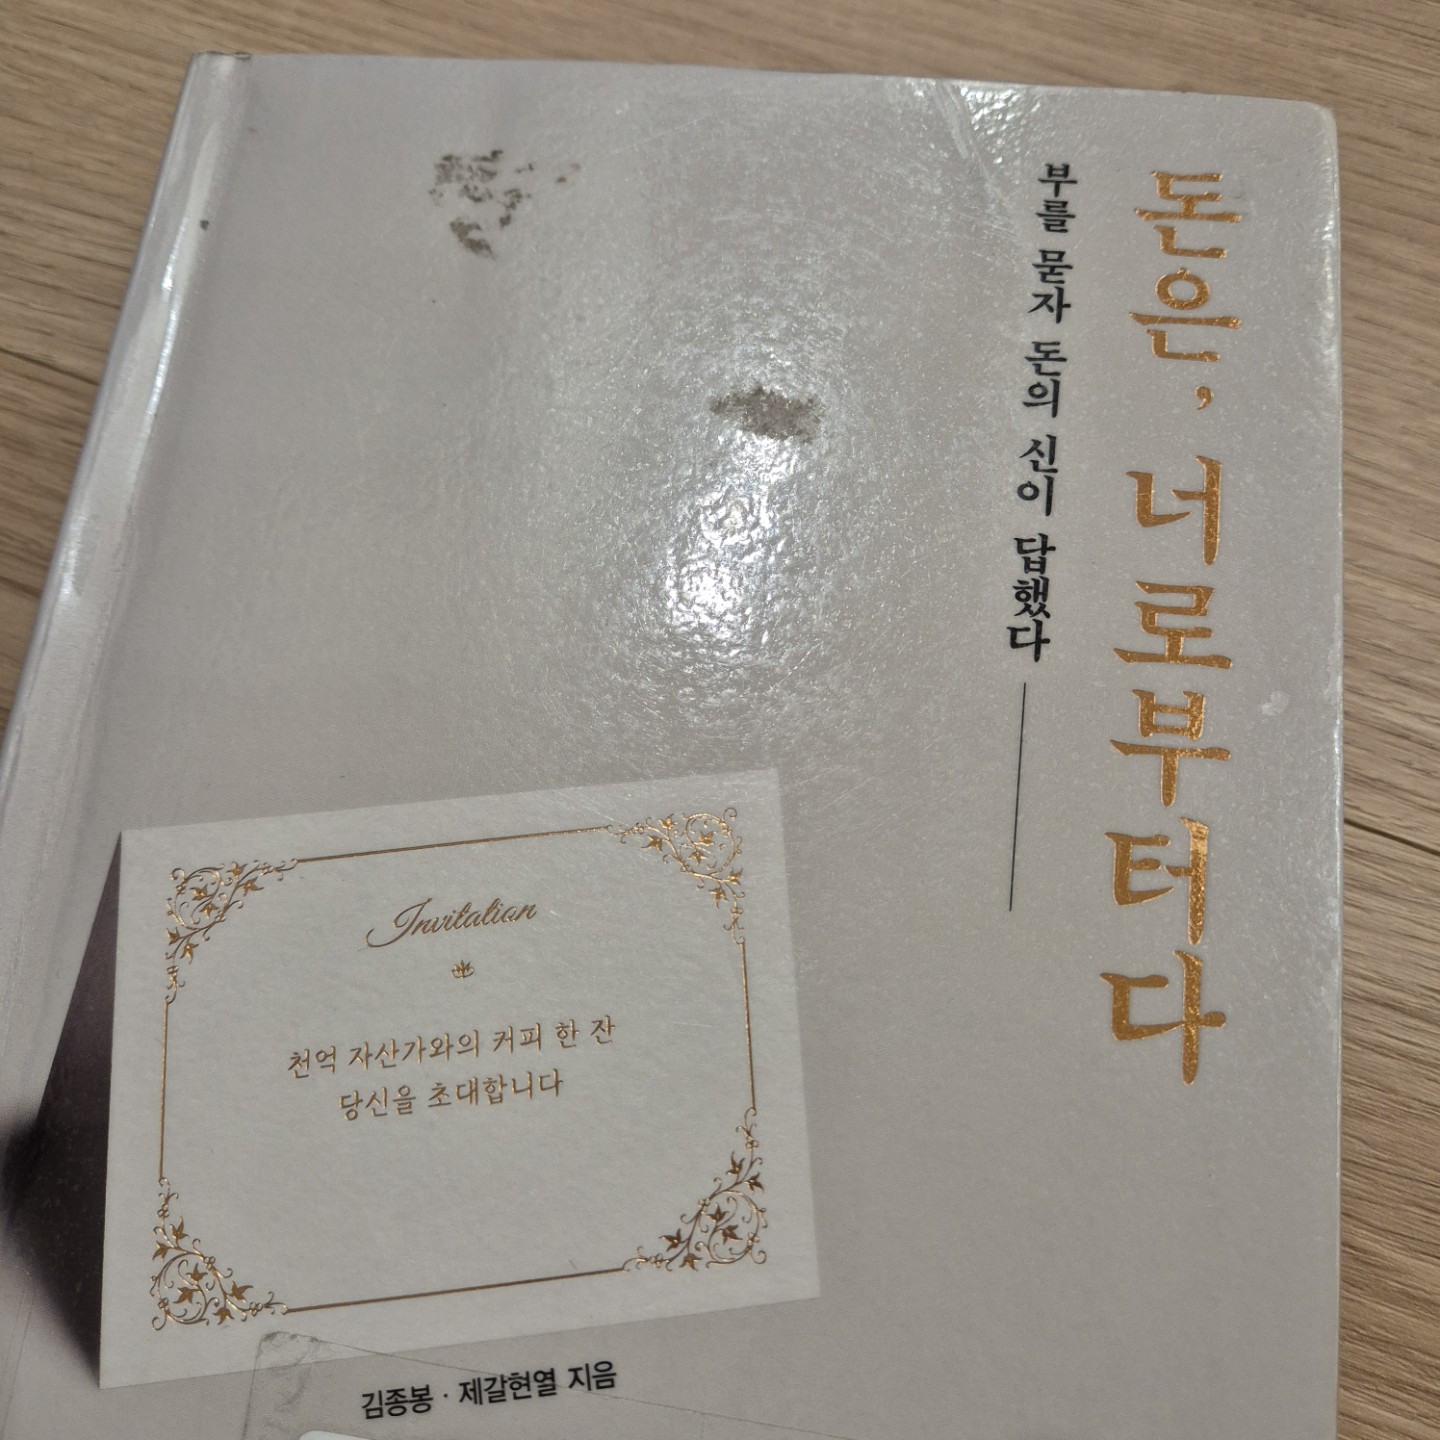 돈은, 너로부터다
부를 묻자 돈의 신이 답했다
Invitation
천억 자산가와의 커피 한 잔
당신을 초대합니다
김종봉 · 제갈현열 지음